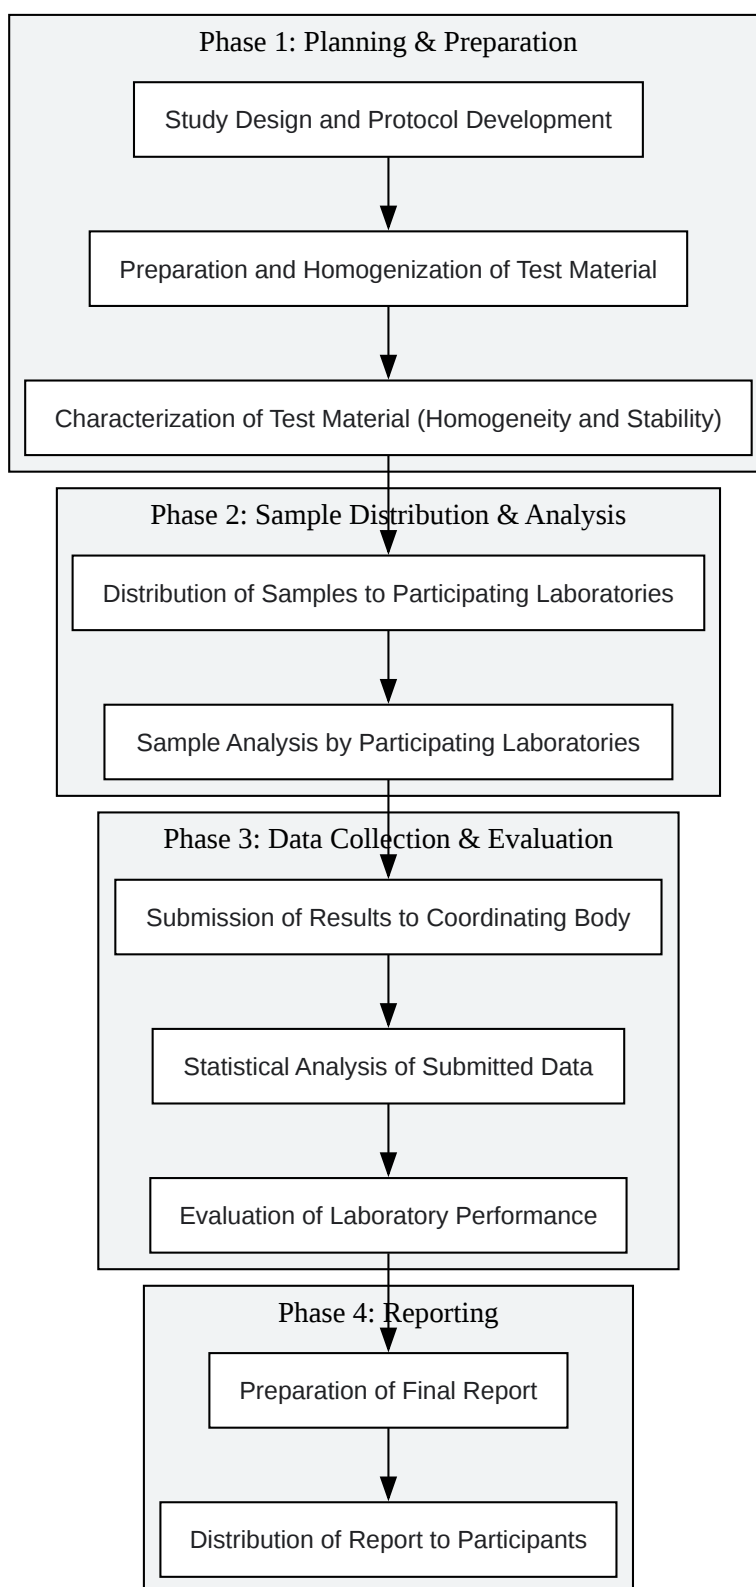 Phase 1: Planning & Preparation
Study Design and Protocol Development
Preparation and Homogenization of Test Material
Characterization of Test Material (Homogeneity and Stability)
Phase 2: Sample Distribution & Analysis
Distribution of Samples to Participating Laboratories
Sample Analysis by Participating Laboratories
Phase 3: Data Collection & Evaluation
Submission of Results to Coordinating Body
Statistical Analysis of Submitted Data
Evaluation of Laboratory Performance
Phase 4: Reporting
Preparation of Final Report
Distribution of Report to Participants